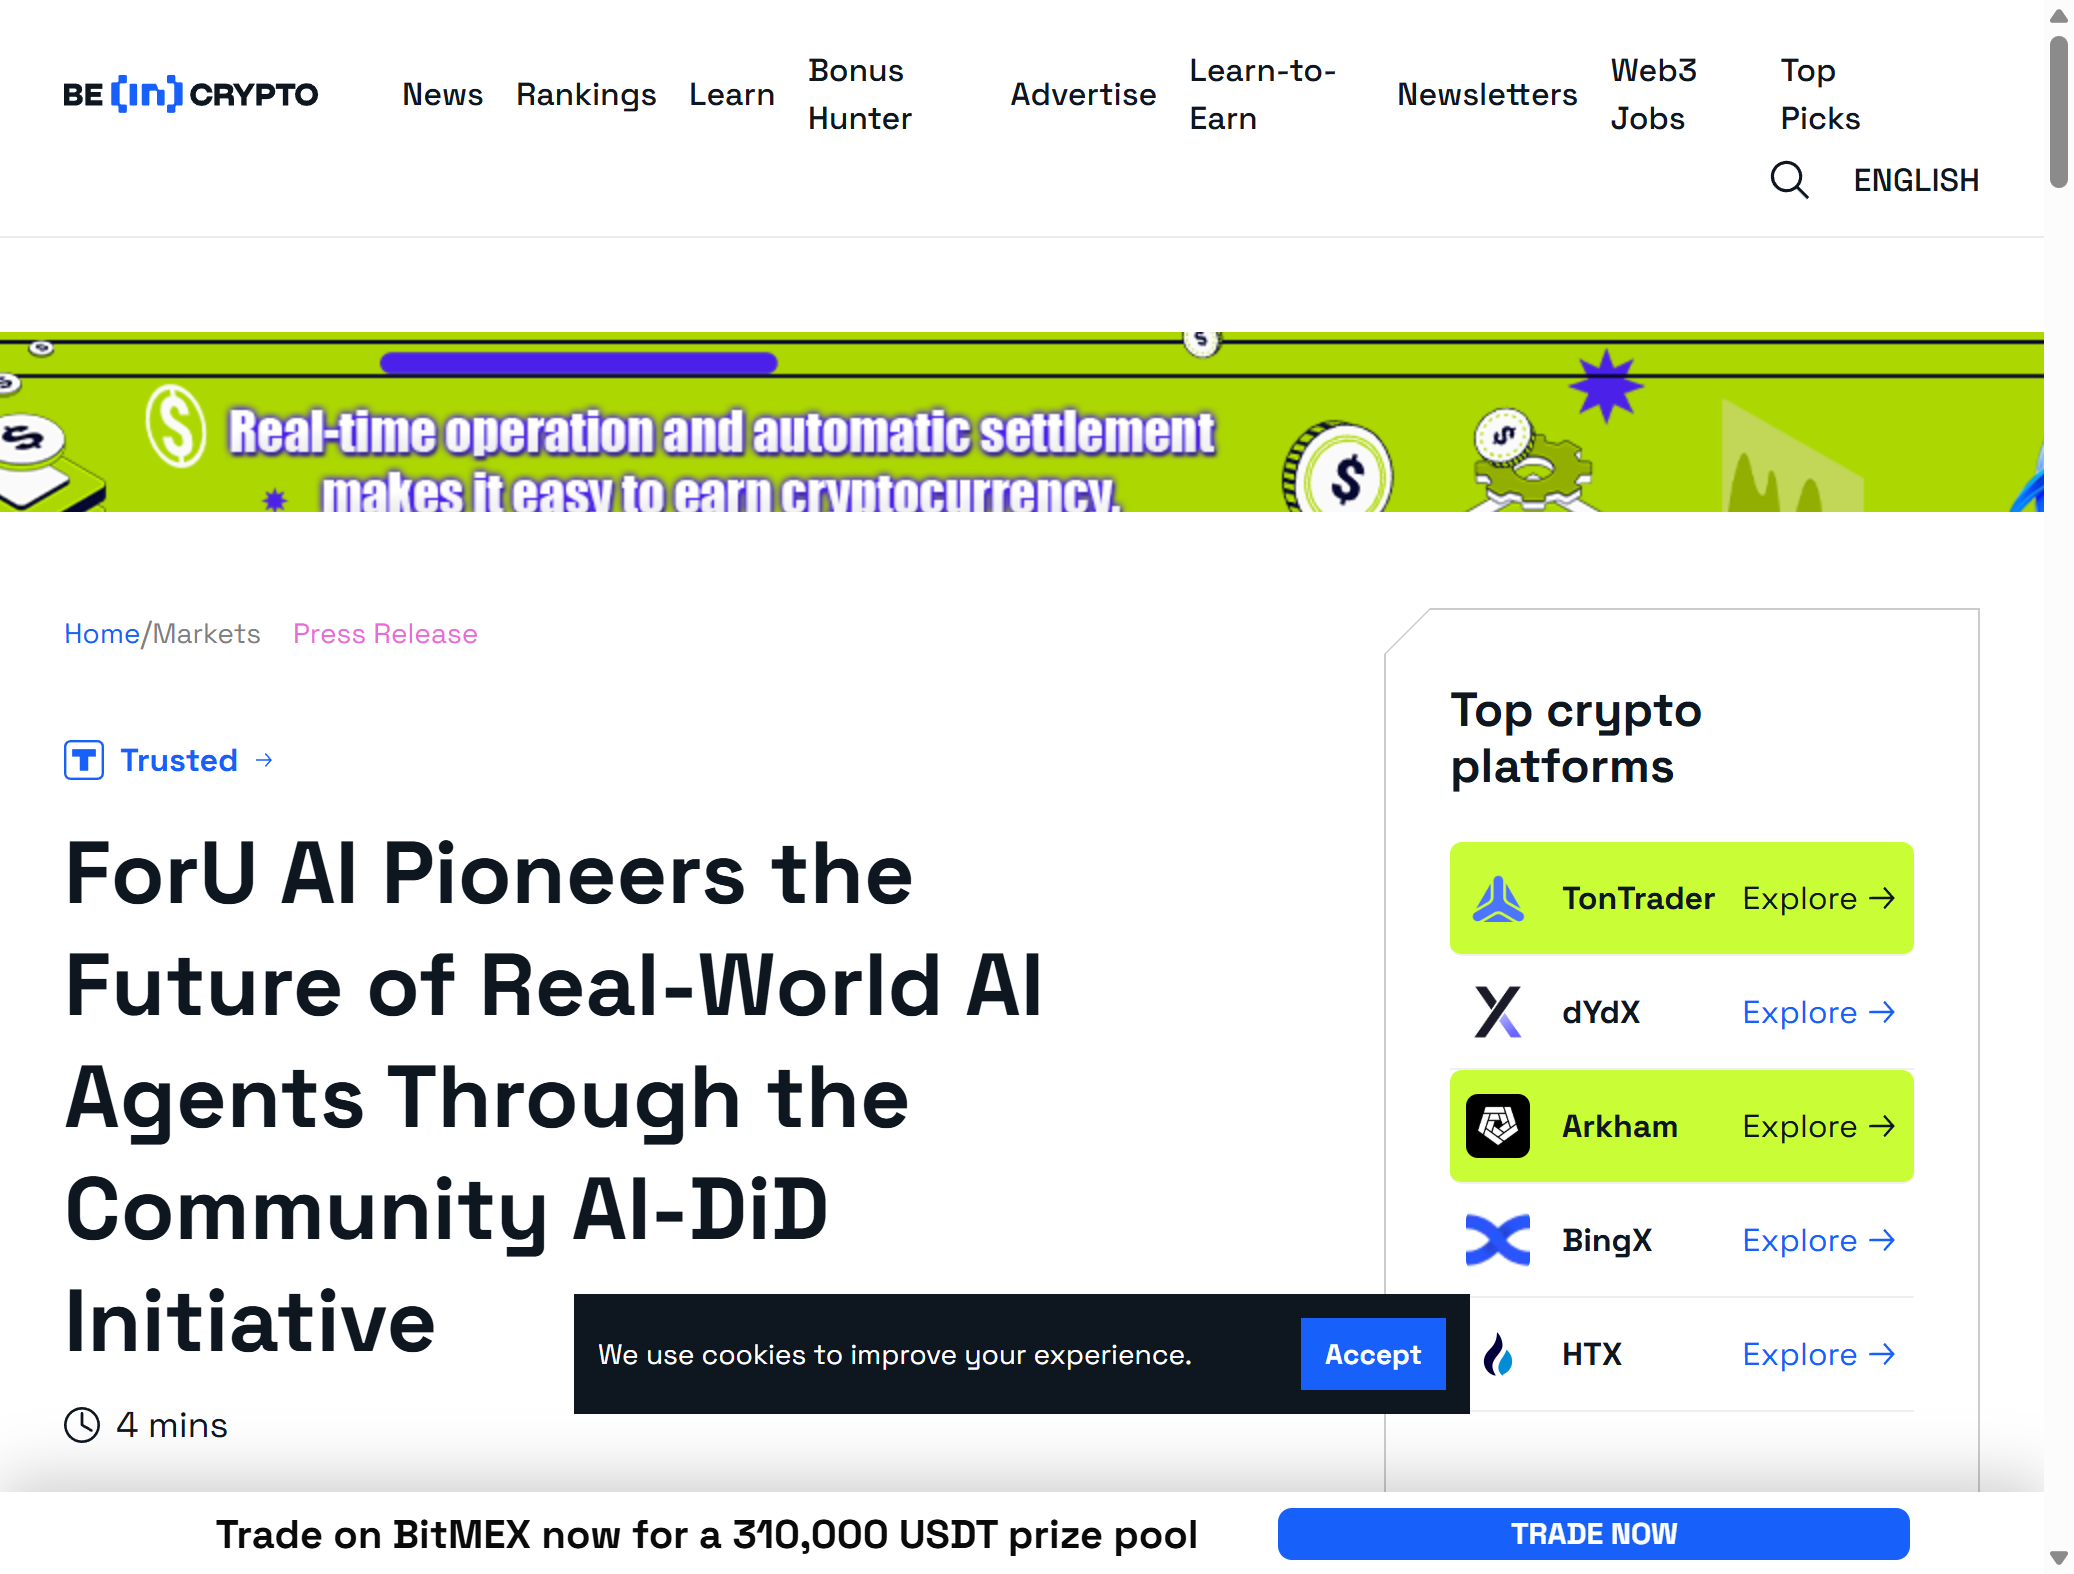 BE [in] CRYPTO
News
Rankings
Learn
Bonus
Hunter
Advertise
Learn-to-
Earn
Newsletters
Web3
Jobs
Top
Picks
ENGLISH
Real-time operation and automatic settlement
makes it easy to earn cryptocurrency.
Home/Markets
Press Release
T Trusted →
ForU AI Pioneers the
Future of Real-World AI
Agents Through the
Community AI-DiD
Initiative
4 mins
Top crypto
platforms
TonTrader Explore →
dYdX Explore →
Arkham Explore →
BingX Explore →
HTX Explore →
We use cookies to improve your experience.
Accept
Trade on BitMEX now for a 310,000 USDT prize pool
TRADE NOW